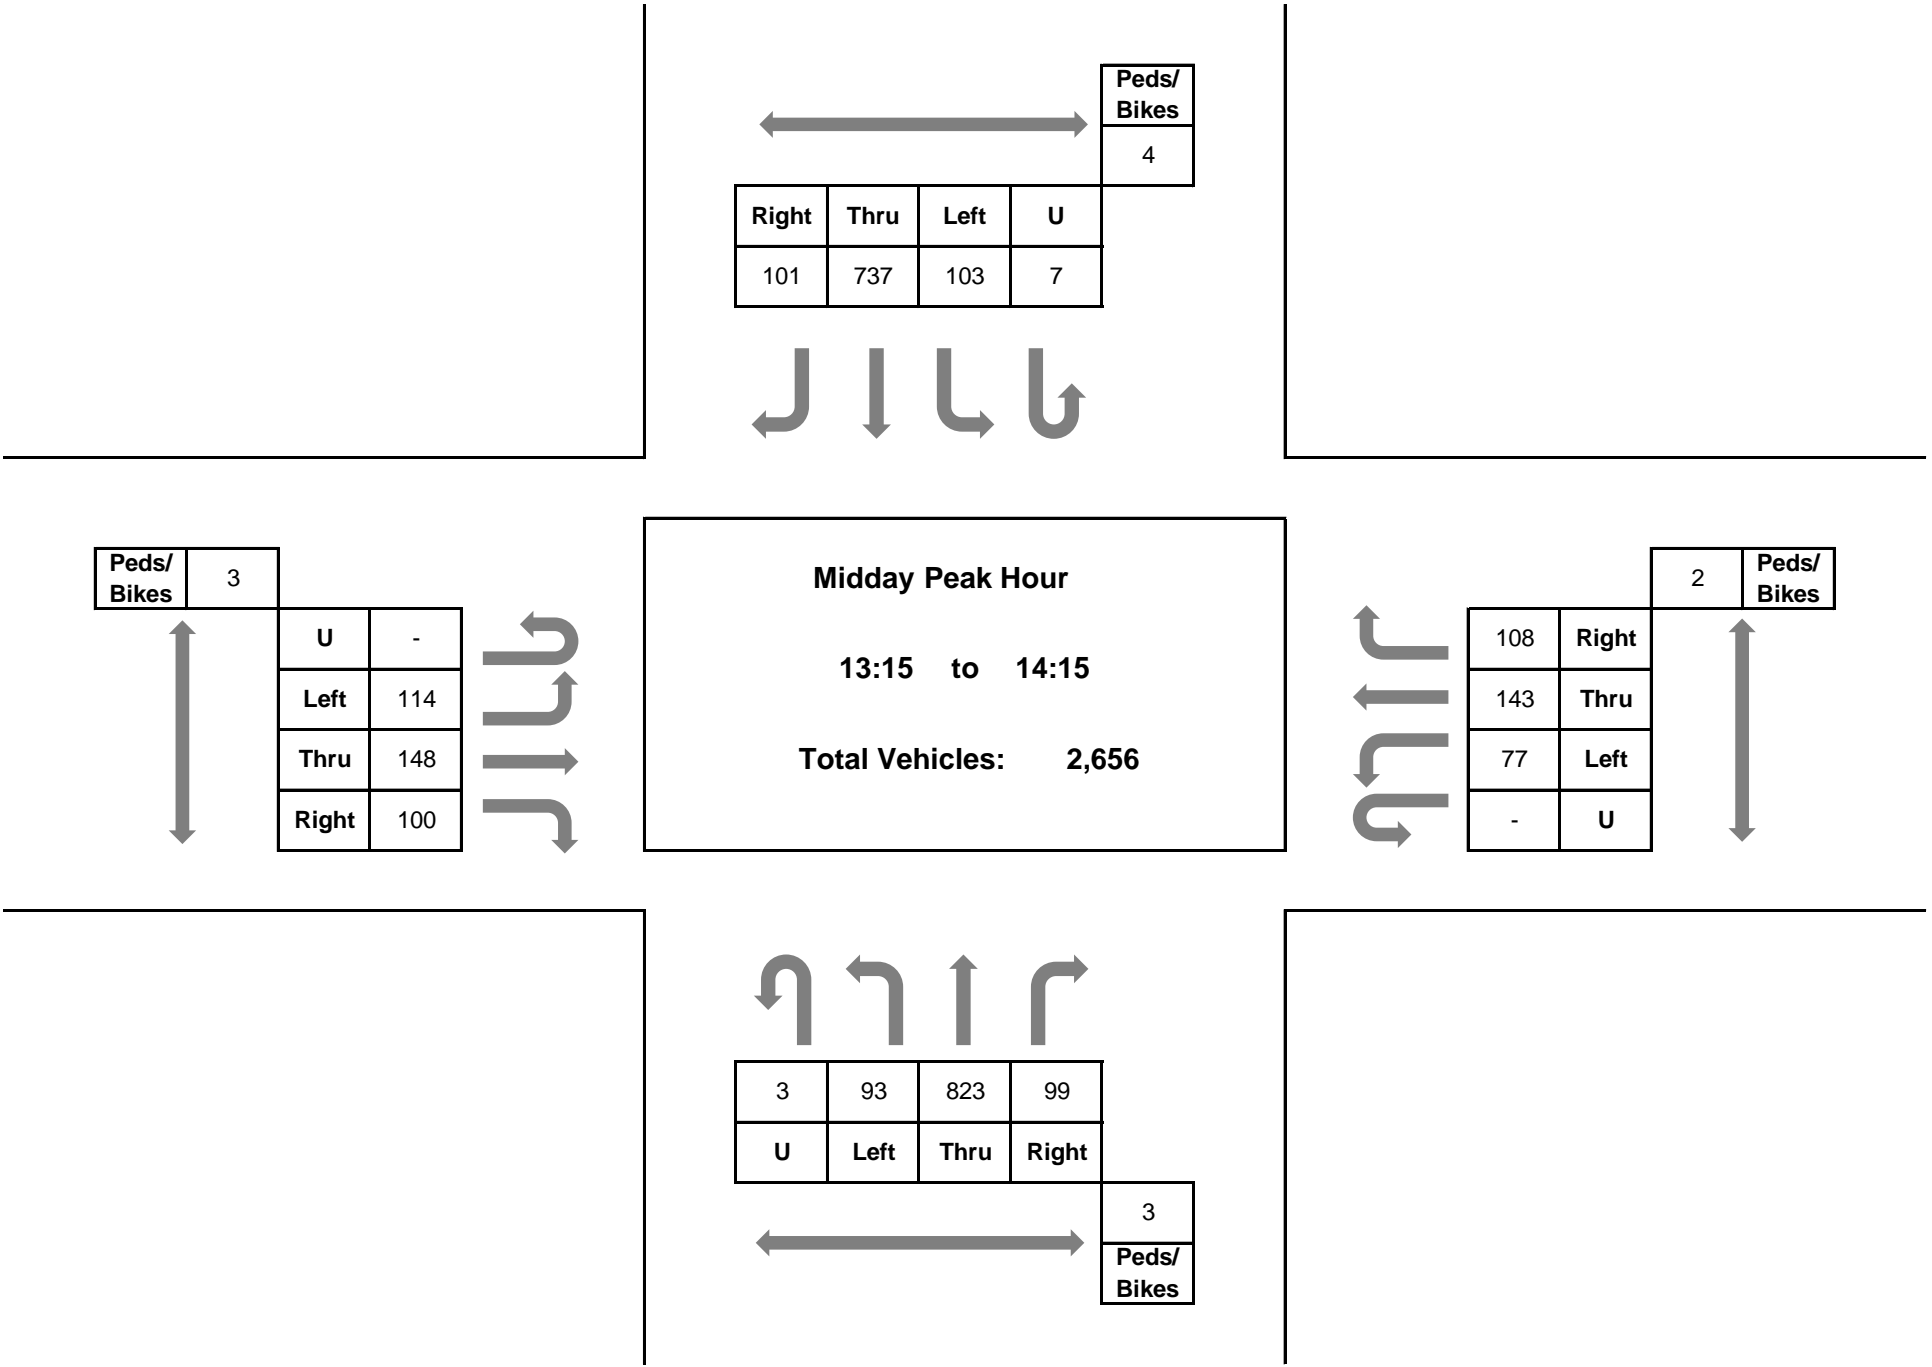 Peds/
Bikes
4
Right Thru Left U
101 737 103 7
Peds/
Bikes
3
U -
Left 114
Thru 148
Right 100
Midday Peak Hour
13:15 to 14:15
Total Vehicles: 2,656
2
Peds/
Bikes
108 Right
143 Thru
77 Left
- U
3 93 823 99
U Left Thru Right
3
Peds/
Bikes